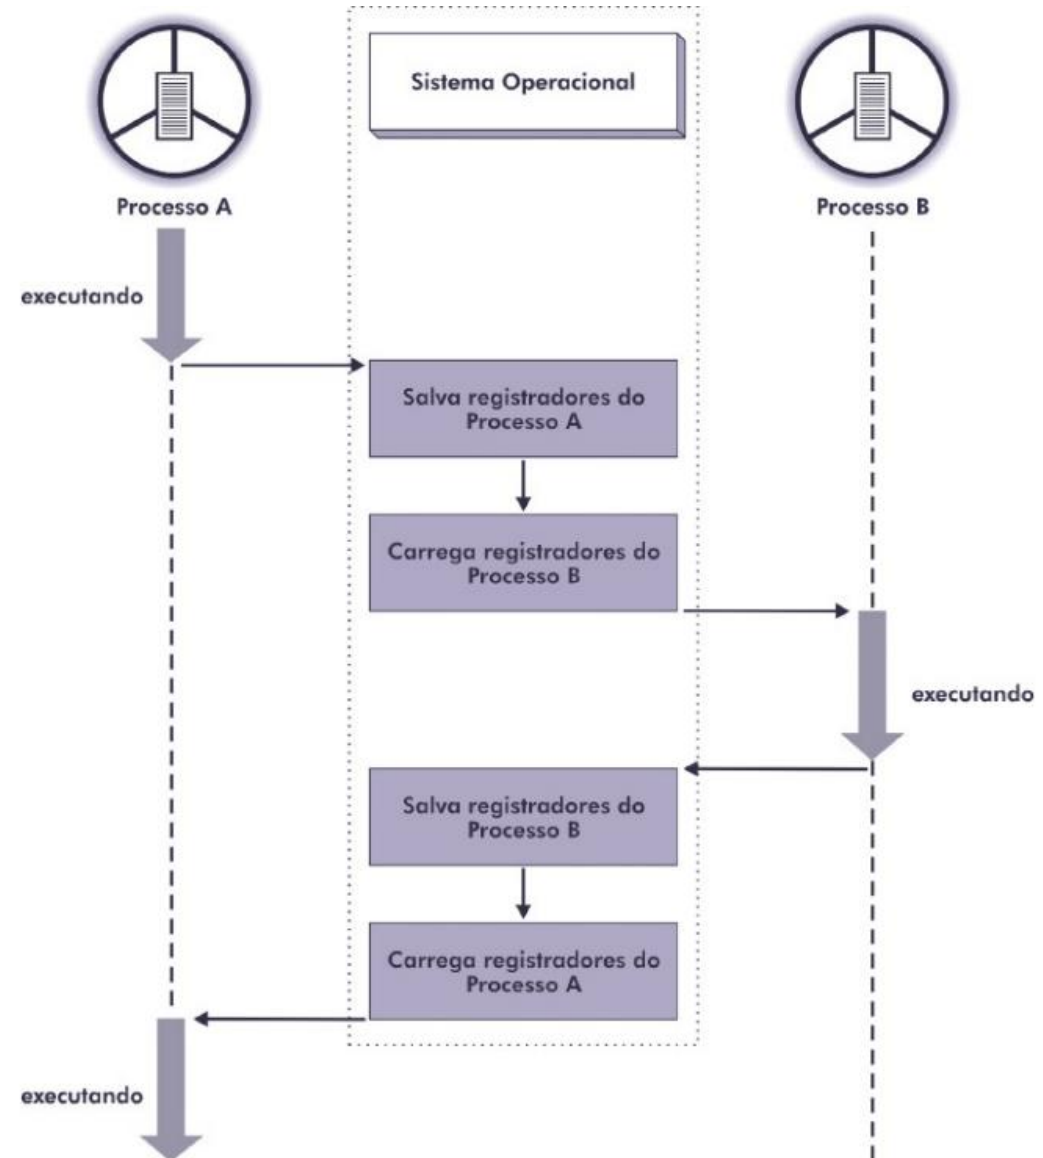 Sistema Operacional
Processo A
Processo B
executando
Salva registradores do
Processo A
Carrega registradores do
Processo B
executando
Salva registradores do
Processo B
Carrega registradores do
Processo A
executando